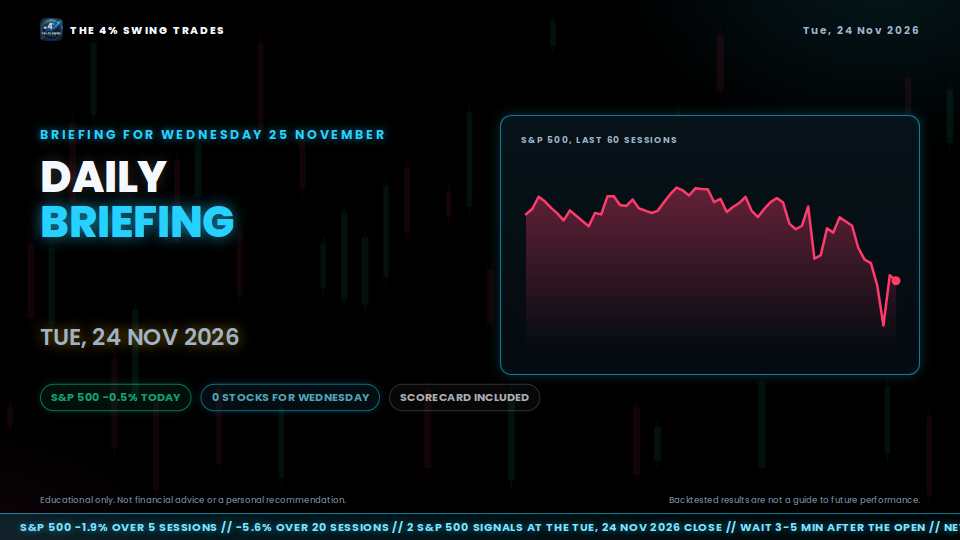 THE 4% SWING TRADES
Tue, 24 Nov 2026
BRIEFING FOR WEDNESDAY 25 NOVEMBER
DAILY
BRIEFING
S&P 500, LAST 60 SESSIONS
TUE, 24 NOV 2026
S&P 500 -0.5% TODAY
0 STOCKS FOR WEDNESDAY
SCORECARD INCLUDED
Educational only. Not financial advice or a personal recommendation.
Backtested results are not a guide to future performance.
S&P 500 -1.9% OVER 5 SESSIONS // -5.6% OVER 20 SESSIONS // 2 S&P 500 SIGNALS AT THE TUE, 24 NOV 2026 CLOSE // WAIT 3-5 MIN AFTER THE OPEN //